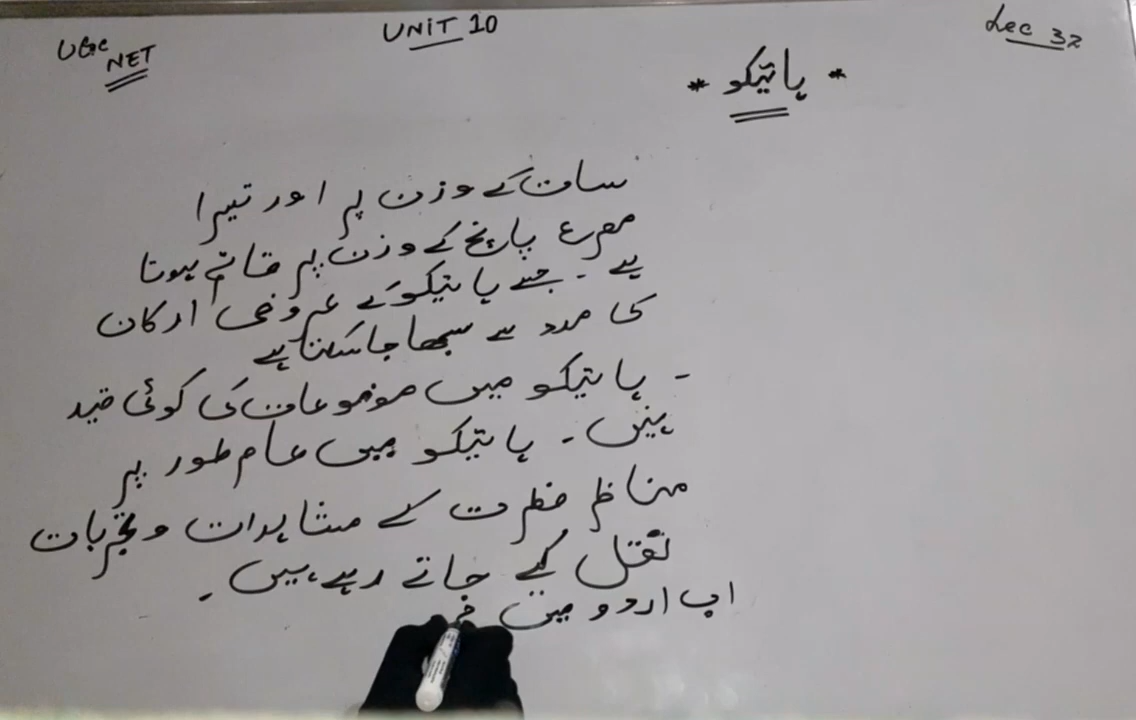 UGC NET
UNIT 10
Lec 32
* ہائیکو *
سات کے وزن پر اور تیسرا
مصرع پانچ کے وزن پر قائم ہوتا
ہے ۔ جسے ہائیکو کے عروضی ارکان
کی مدد سے سمجھا جاسکتا ہے
- ہائیکو میں موضوعات کی کوئی قید
نہیں ۔ ہائیکو میں عام طور پر
مناظر فطرت کے مشاہدات و تجربات
نقل کیے جاتے رہے ہیں ۔
اب اردو میں